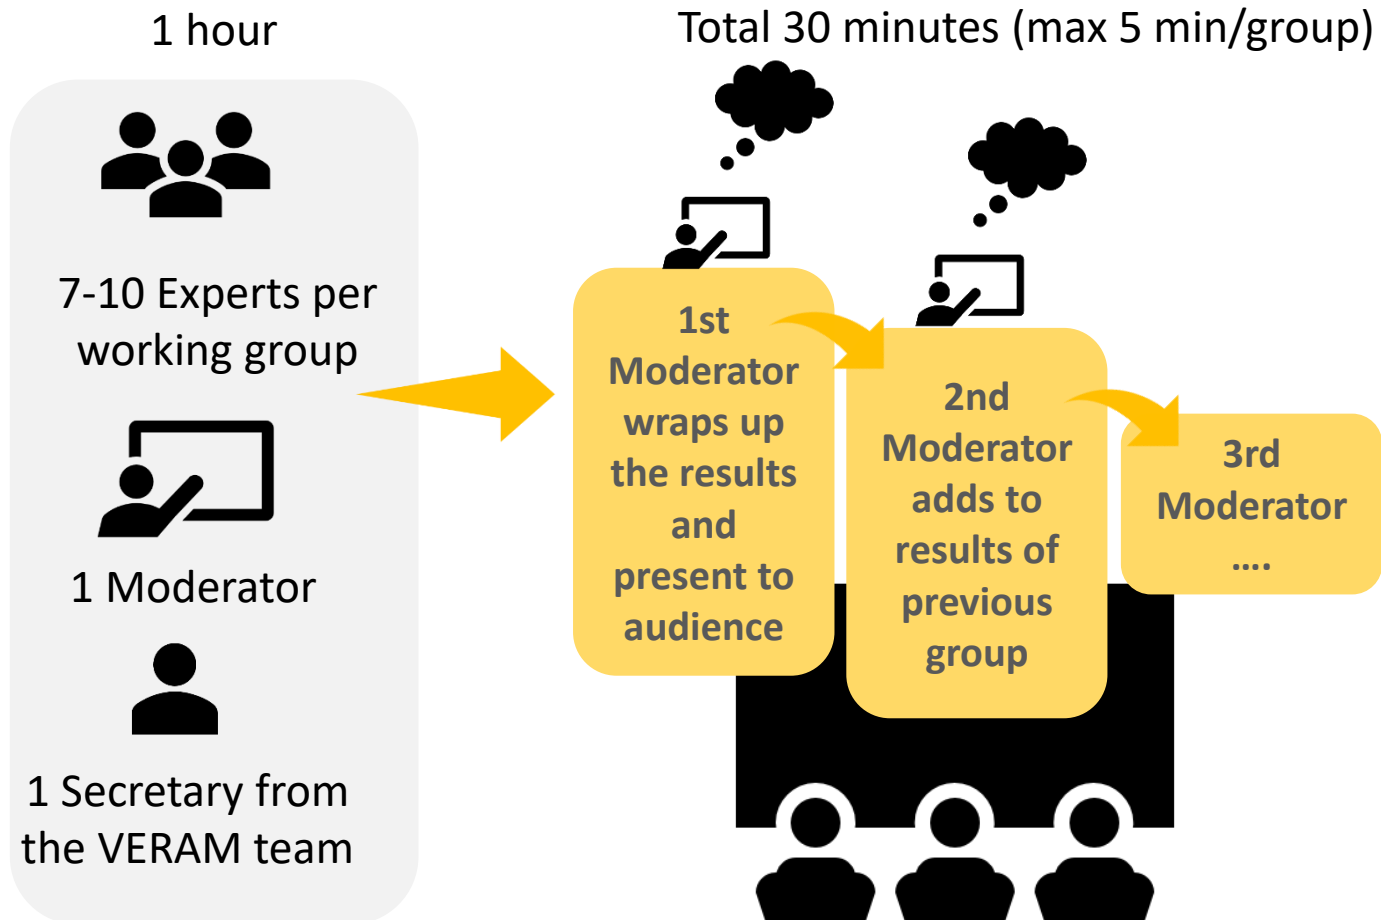 1 hour
7-10 Experts per
working group
1 Moderator
1 Secretary from
the VERAM team
Total 30 minutes (max 5 min/group)
1st
Moderator
wraps up
the results
and
present to
audience
2nd
Moderator
adds to
results of
previous
group
3rd
Moderator
....